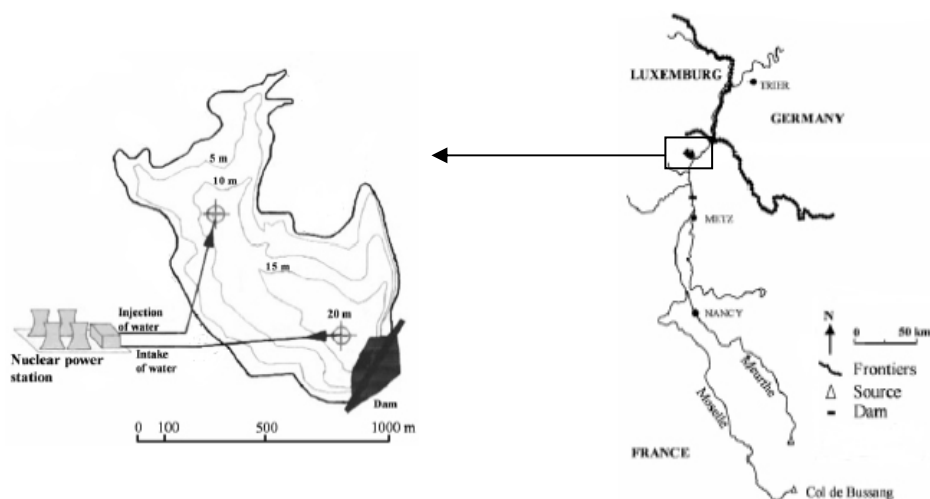 5 m
10 m
15 m
20 m
Injection
of water
Intake
of water
Nuclear power
station
Dam
0 100 500 1000 m
LUXEMBURG
TRIER
GERMANY
METZ
NANCY
Meurthe
Moselle
FRANCE
Col de Bussang
N
0 50 km
Frontiers
Source
Dam